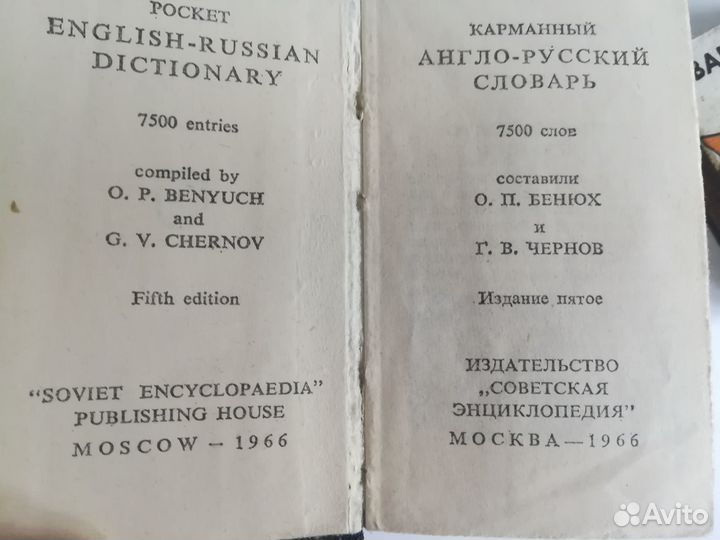 POCKET
ENGLISH-RUSSIAN
DICTIONARY
7500 entries
compiled by
O. P. BENYUCH
and
G. V. CHERNOV
Fifth edition
"SOVIET ENCYCLOPAEDIA"
PUBLISHING HOUSE
MOSCOW – 1966
КАРМАННЫЙ
АНГЛО-РУССКИЙ
СЛОВАРЬ
7500 слов
составили
О. П. БЕНЮХ
и
Г. В. ЧЕРНОВ
Издание пятое
ИЗДАТЕЛЬСТВО
„СОВЕТСКАЯ
ЭНЦИКЛОПЕДИЯ"
МОСКВА—1966
Avito